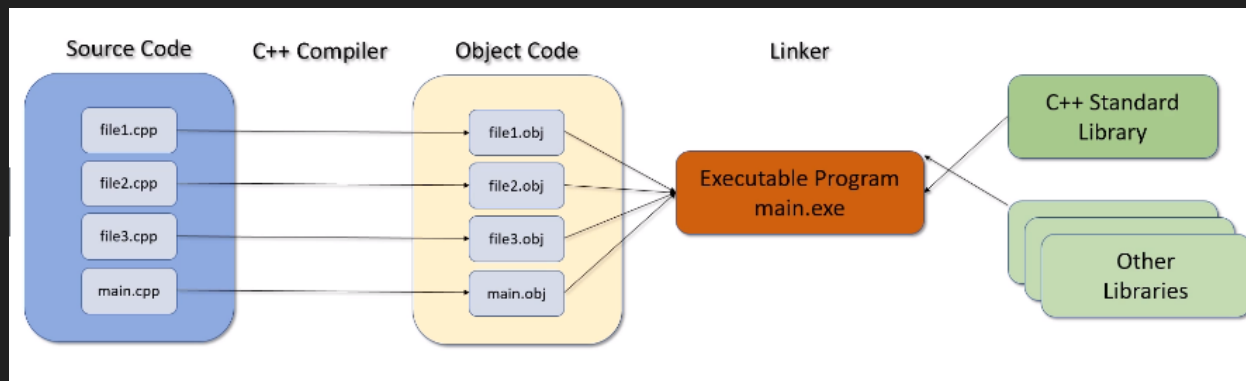 Source Code
C++ Compiler
Object Code
Linker
file1.cpp
file2.cpp
file3.cpp
main.cpp
file1.obj
file2.obj
file3.obj
main.obj
Executable Program
main.exe
C++ Standard
Library
Other
Libraries